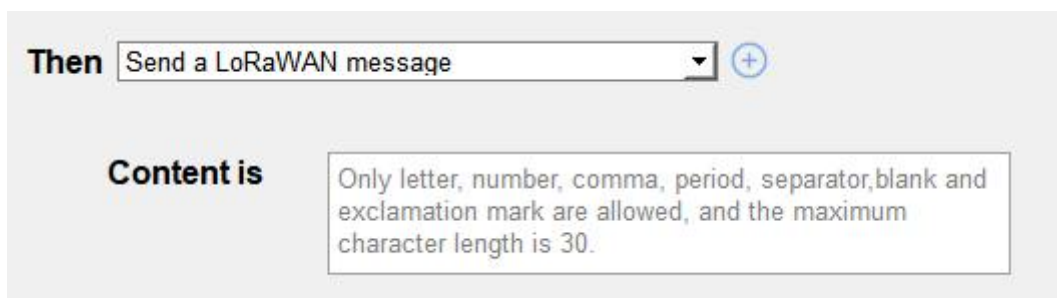 Then Send a LoRaWAN message
Content is
Only letter, number, comma, period, separator,blank and
exclamation mark are allowed, and the maximum
character length is 30.